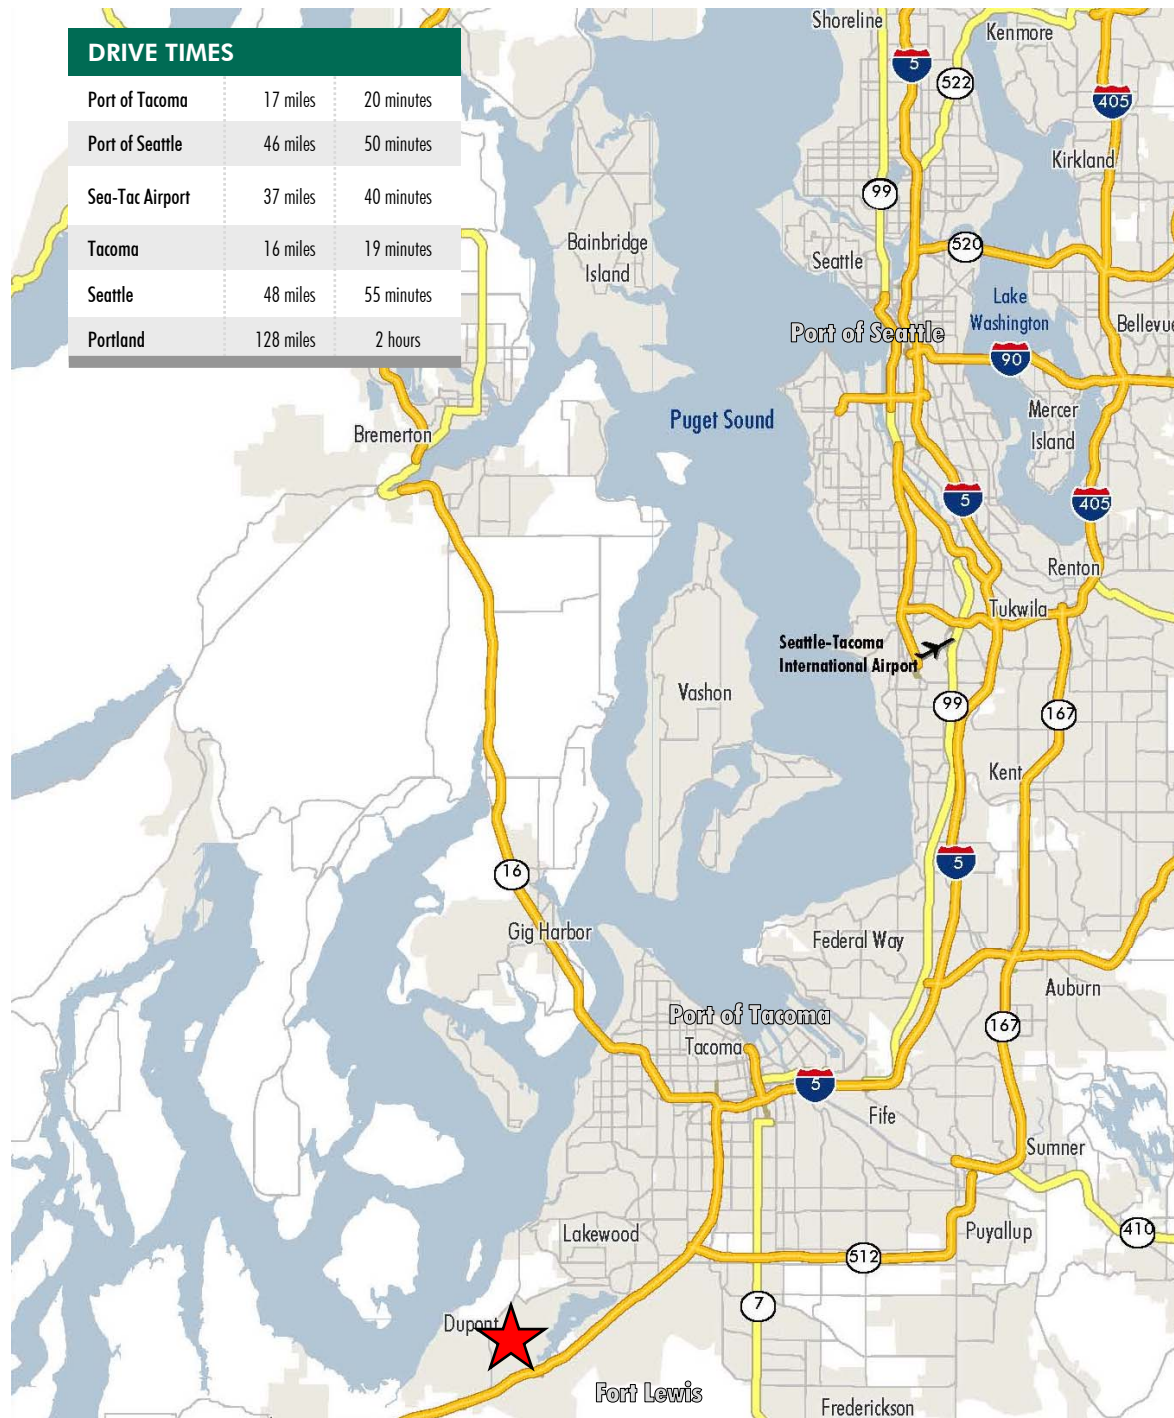 DRIVE TIMES
Port of Tacoma 17 miles 20 minutes
Port of Seattle 46 miles 50 minutes
Sea-Tac Airport 37 miles 40 minutes
Tacoma 16 miles 19 minutes
Seattle 48 miles 55 minutes
Portland 128 miles 2 hours
Shoreline
Kenmore
5
522
405
Kirkland
99
Bainbridge
Island
Seattle
520
Lake
Washington
Port of Seattle
Bellevue
90
Puget Sound
Mercer
Island
Bremerton
5
405
Renton
Tukwila
Seattle-Tacoma
International Airport
Vashon
99
167
Kent
5
16
Gig Harbor
Federal Way
Auburn
Port of Tacoma
167
Tacoma
5
Fife
Sumner
Lakewood
Puyallup
410
512
7
Dupont
Fort Lewis
Frederickson